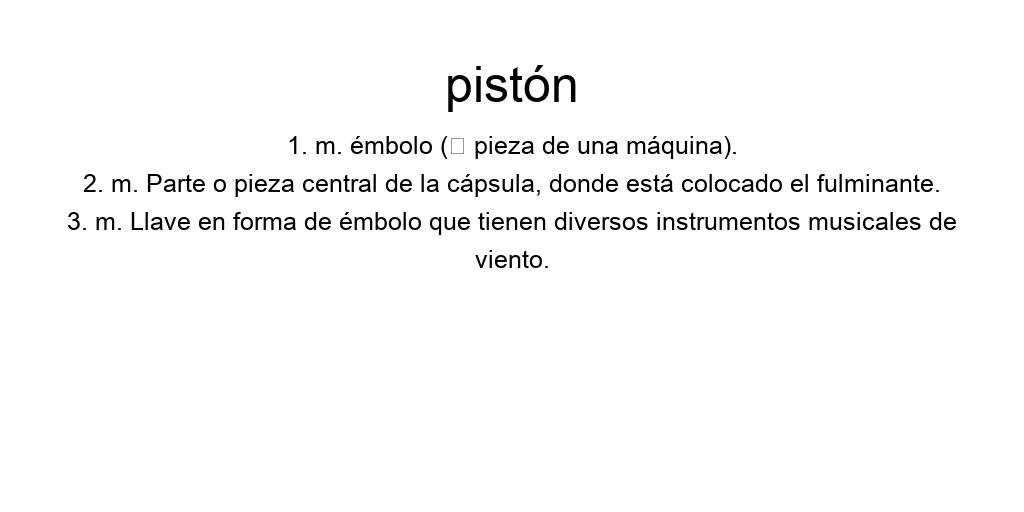 pistón
1. m. émbolo (□ pieza de una máquina).
2. m. Parte o pieza central de la cápsula, donde está colocado el fulminante.
3. m. Llave en forma de émbolo que tienen diversos instrumentos musicales de
viento.